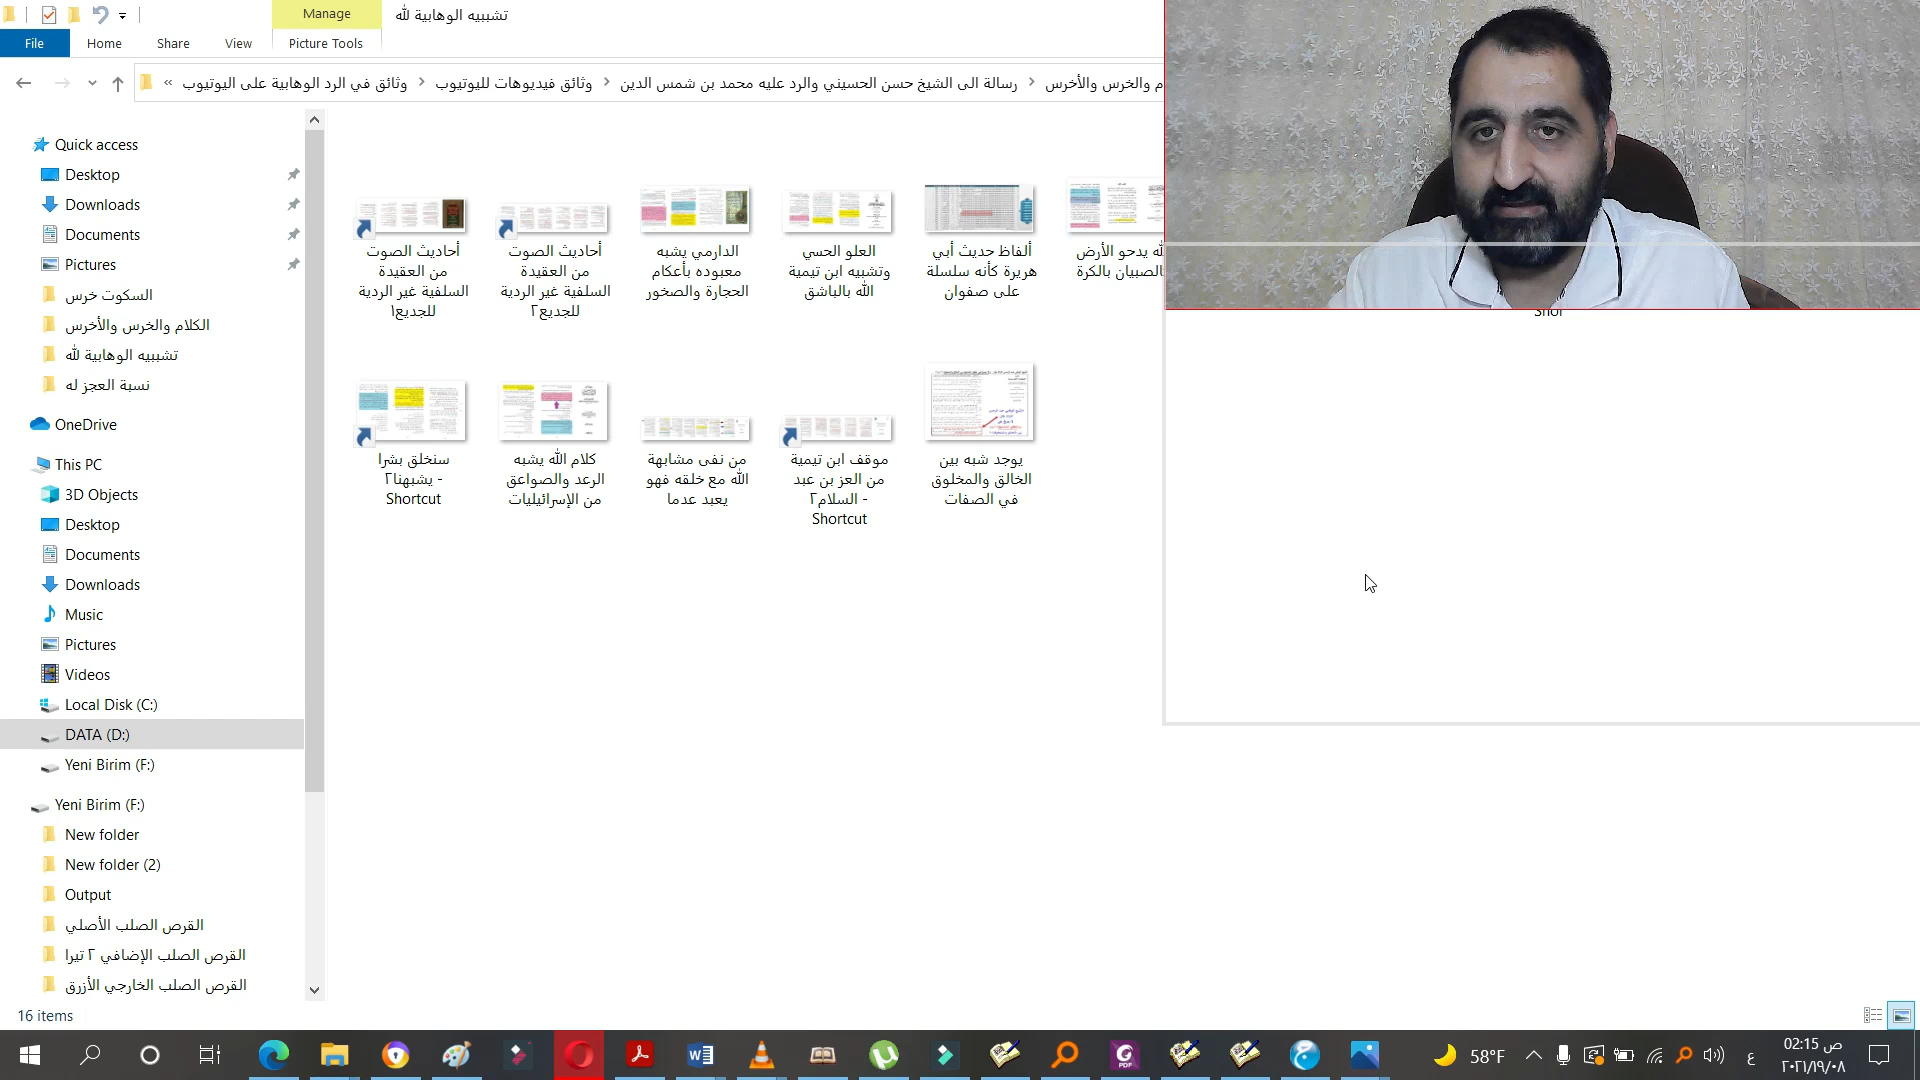 Manage
تشببيه الوهابية لله
File
Home
Share
View
Picture Tools
« وثائق في الرد الوهابية على اليوتيوب › وثائق فيديوهات لليوتيوب › رسالة الى الشيخ حسن الحسيني والرد عليه محمد بن شمس الدين › م والخرس والأخرس
Quick access
Desktop
Downloads
Documents
Pictures
السكوت خرس
الكلام والخرس والأخرس
تشببيه الوهابية لله
نسبة العجز له
OneDrive
This PC
3D Objects
Desktop
Documents
Downloads
Music
Pictures
Videos
Local Disk (C:)
DATA (D:)
Yeni Birim (F:)
Yeni Birim (F:)
New folder
New folder (2)
Output
القرص الصلب الأصلي
القرص الصلب الإضافي ٢ تيرا
القرص الصلب الخارجي الأزرق
أحاديث الصوت
من العقيدة
السلفية غير الردية
للجديع١
أحاديث الصوت
من العقيدة
السلفية غير الردية
للجديع٢
الدارمي يشبه
معبوده بأعكام
الحجارة والصخور
العلو الحسي
وتشبيه ابن تيمية
الله بالباشق
ألفاظ حديث أبي
هريرة كأنه سلسلة
على صفوان
لله يدحو الأرض
الصبيان بالكرة
Shor
سنخلق بشرا
يشبهنا٢ -
Shortcut
كلام الله يشبه
الرعد والصواعق
من الإسرائيليات
من نفى مشابهة
الله مع خلقه فهو
يعبد عدما
موقف ابن تيمية
من العز بن عبد
السلام٢ -
Shortcut
يوجد شبه بين
الخالق والمخلوق
في الصفات
16 items
58°F
ع
02:15 ص
٢٠٢١/١٩/٠٨